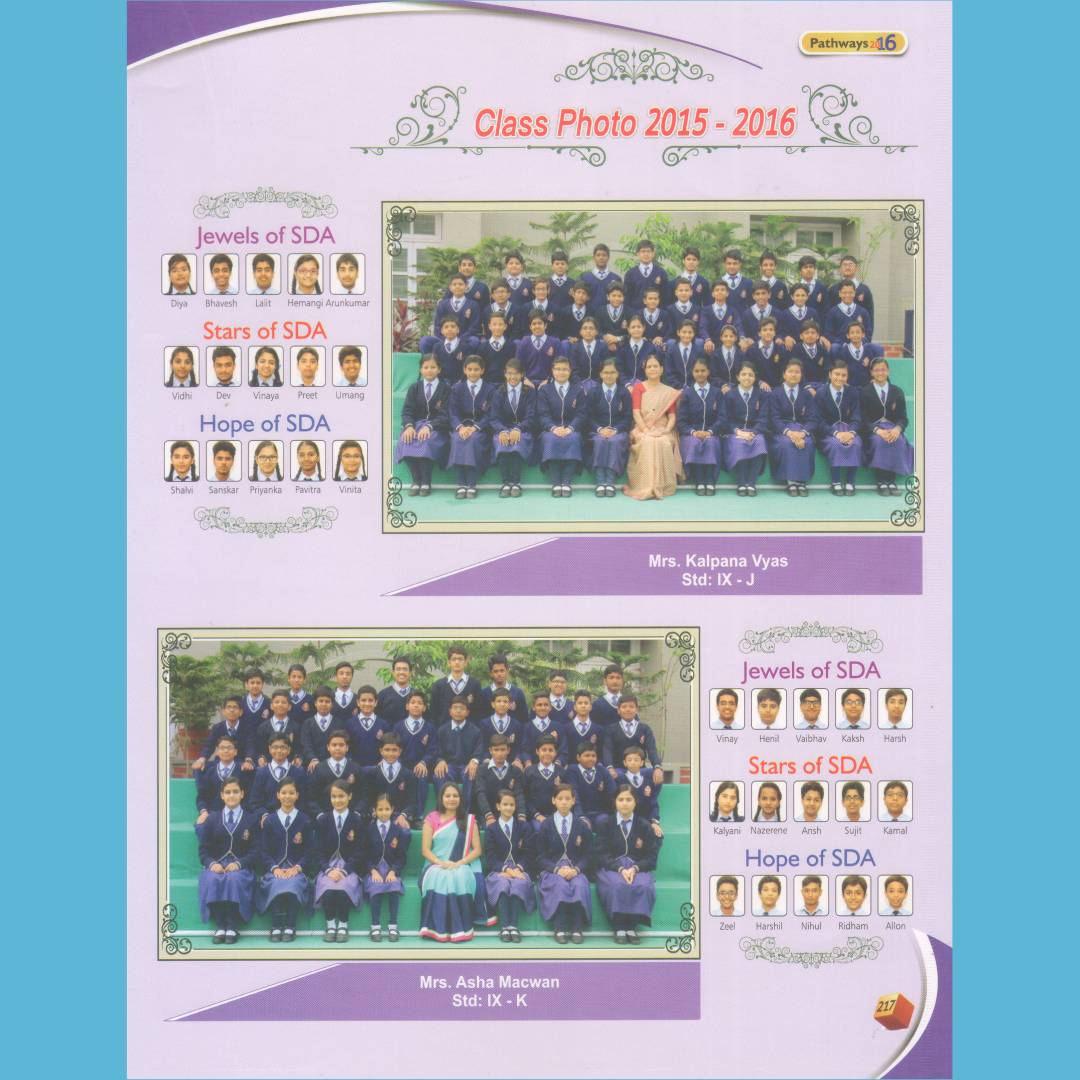 Pathways 2016
Class Photo 2015 - 2016
Jewels of SDA
Diya Bhavesh Lalit Hemangi Arunkumar
Stars of SDA
Vidhi Dev Vinaya Preet Umang
Hope of SDA
Shalvi Sanskar Priyanka Pavitra Vinita
Mrs. Kalpana Vyas
Std: IX - J
Jewels of SDA
Vinay Henil Vaibhav Kaksh Harsh
Stars of SDA
Kalyani Nazerene Ansh Sujit Kamal
Hope of SDA
Zeel Harshil Nihul Ridham Allon
Mrs. Asha Macwan
Std: IX - K
217